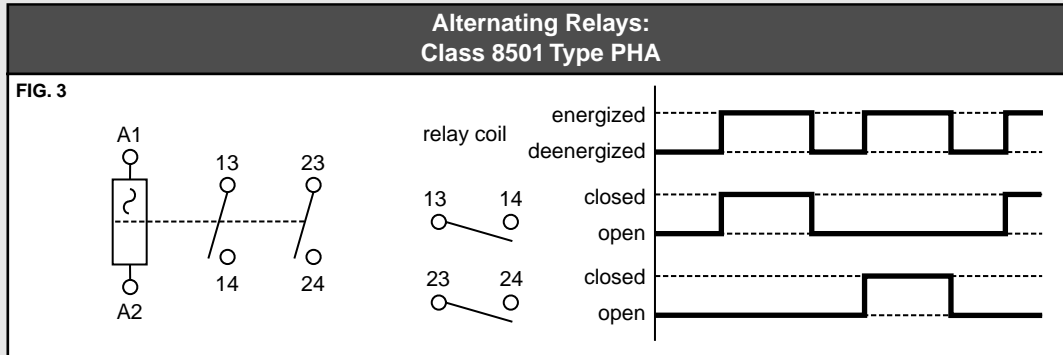 Alternating Relays:
Class 8501 Type PHA
FIG. 3
A1
13
23
14
24
A2
relay coil
energized
deenergized
13 14
closed
open
23 24
closed
open